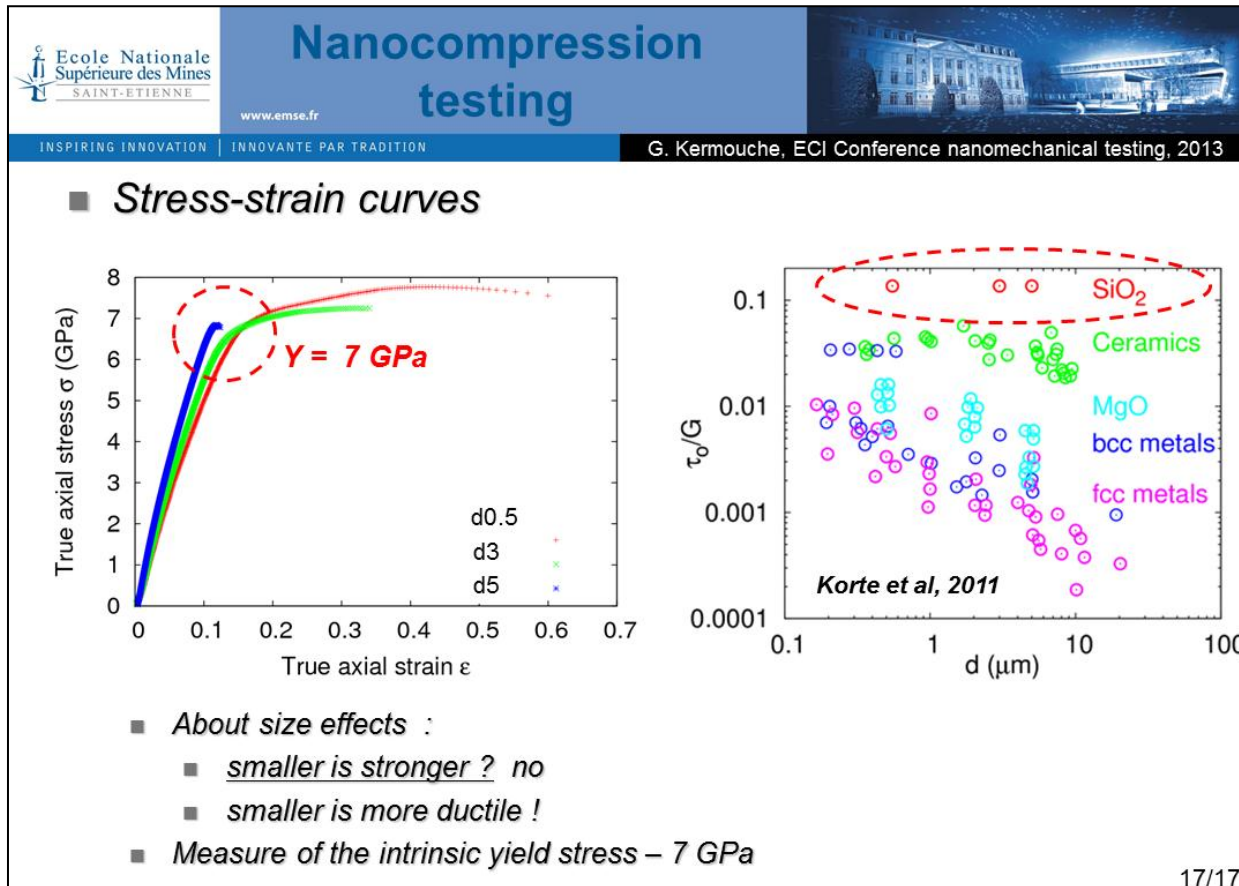 Ecole Nationale
Supérieure des Mines
SAINT-ETIENNE
www.emse.fr
Nanocompression
testing
INSPIRING INNOVATION | INNOVANTE PAR TRADITION
G. Kermouche, ECI Conference nanomechanical testing, 2013
Stress-strain curves
8
7
6
5
4
3
2
1
0
True axial stress σ (GPa)
Y = 7 GPa
d0.5
d3
d5
0 0.1 0.2 0.3 0.4 0.5 0.6 0.7
True axial strain ε
0.1
0.01
0.001
0.0001
τ₀/G
SiO₂
Ceramics
MgO
bcc metals
fcc metals
Korte et al, 2011
0.1 1 10 100
d (μm)
About size effects :
smaller is stronger ? no
smaller is more ductile !
Measure of the intrinsic yield stress – 7 GPa
17/17